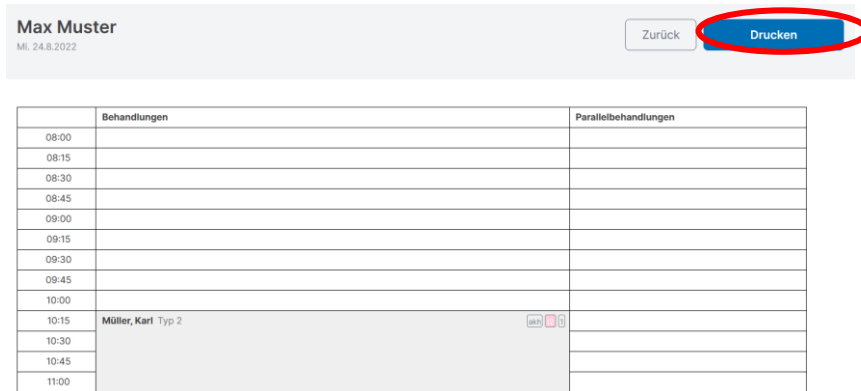 Max Muster
Zurück
Drucken
Mi. 24.8.2022
Behandlungen Parallelbehandlungen
08:00
08:15
08:30
08:45
09:00
09:15
09:30
09:45
10:00
10:15 Müller, Karl Typ 2 akh 1
10:30
10:45
11:00